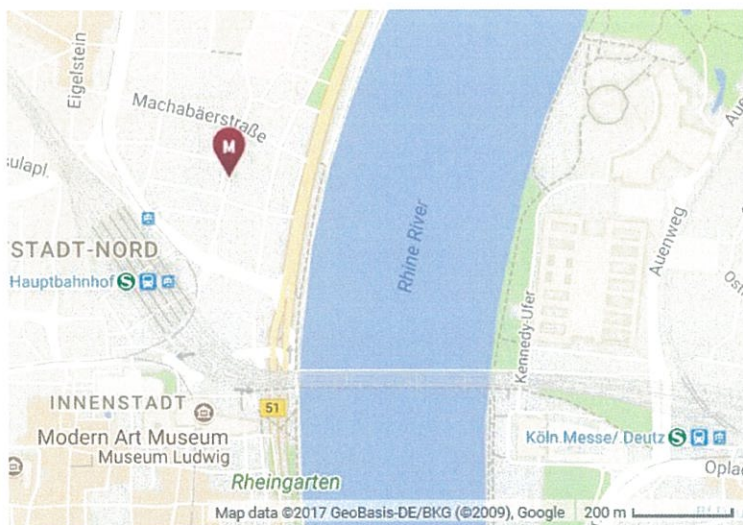 Eigelstein
Machabäerstraße
M
sulapl.
STADT-NORD
Hauptbahnhof S
Rhine River
Auenweg
Kennedy-Ufer
INNENSTADT
51
Modern Art Museum
Museum Ludwig
Köln Messe/ Deutz S
Rheingarten
Map data ©2017 GeoBasis-DE/BKG (©2009), Google 200 m